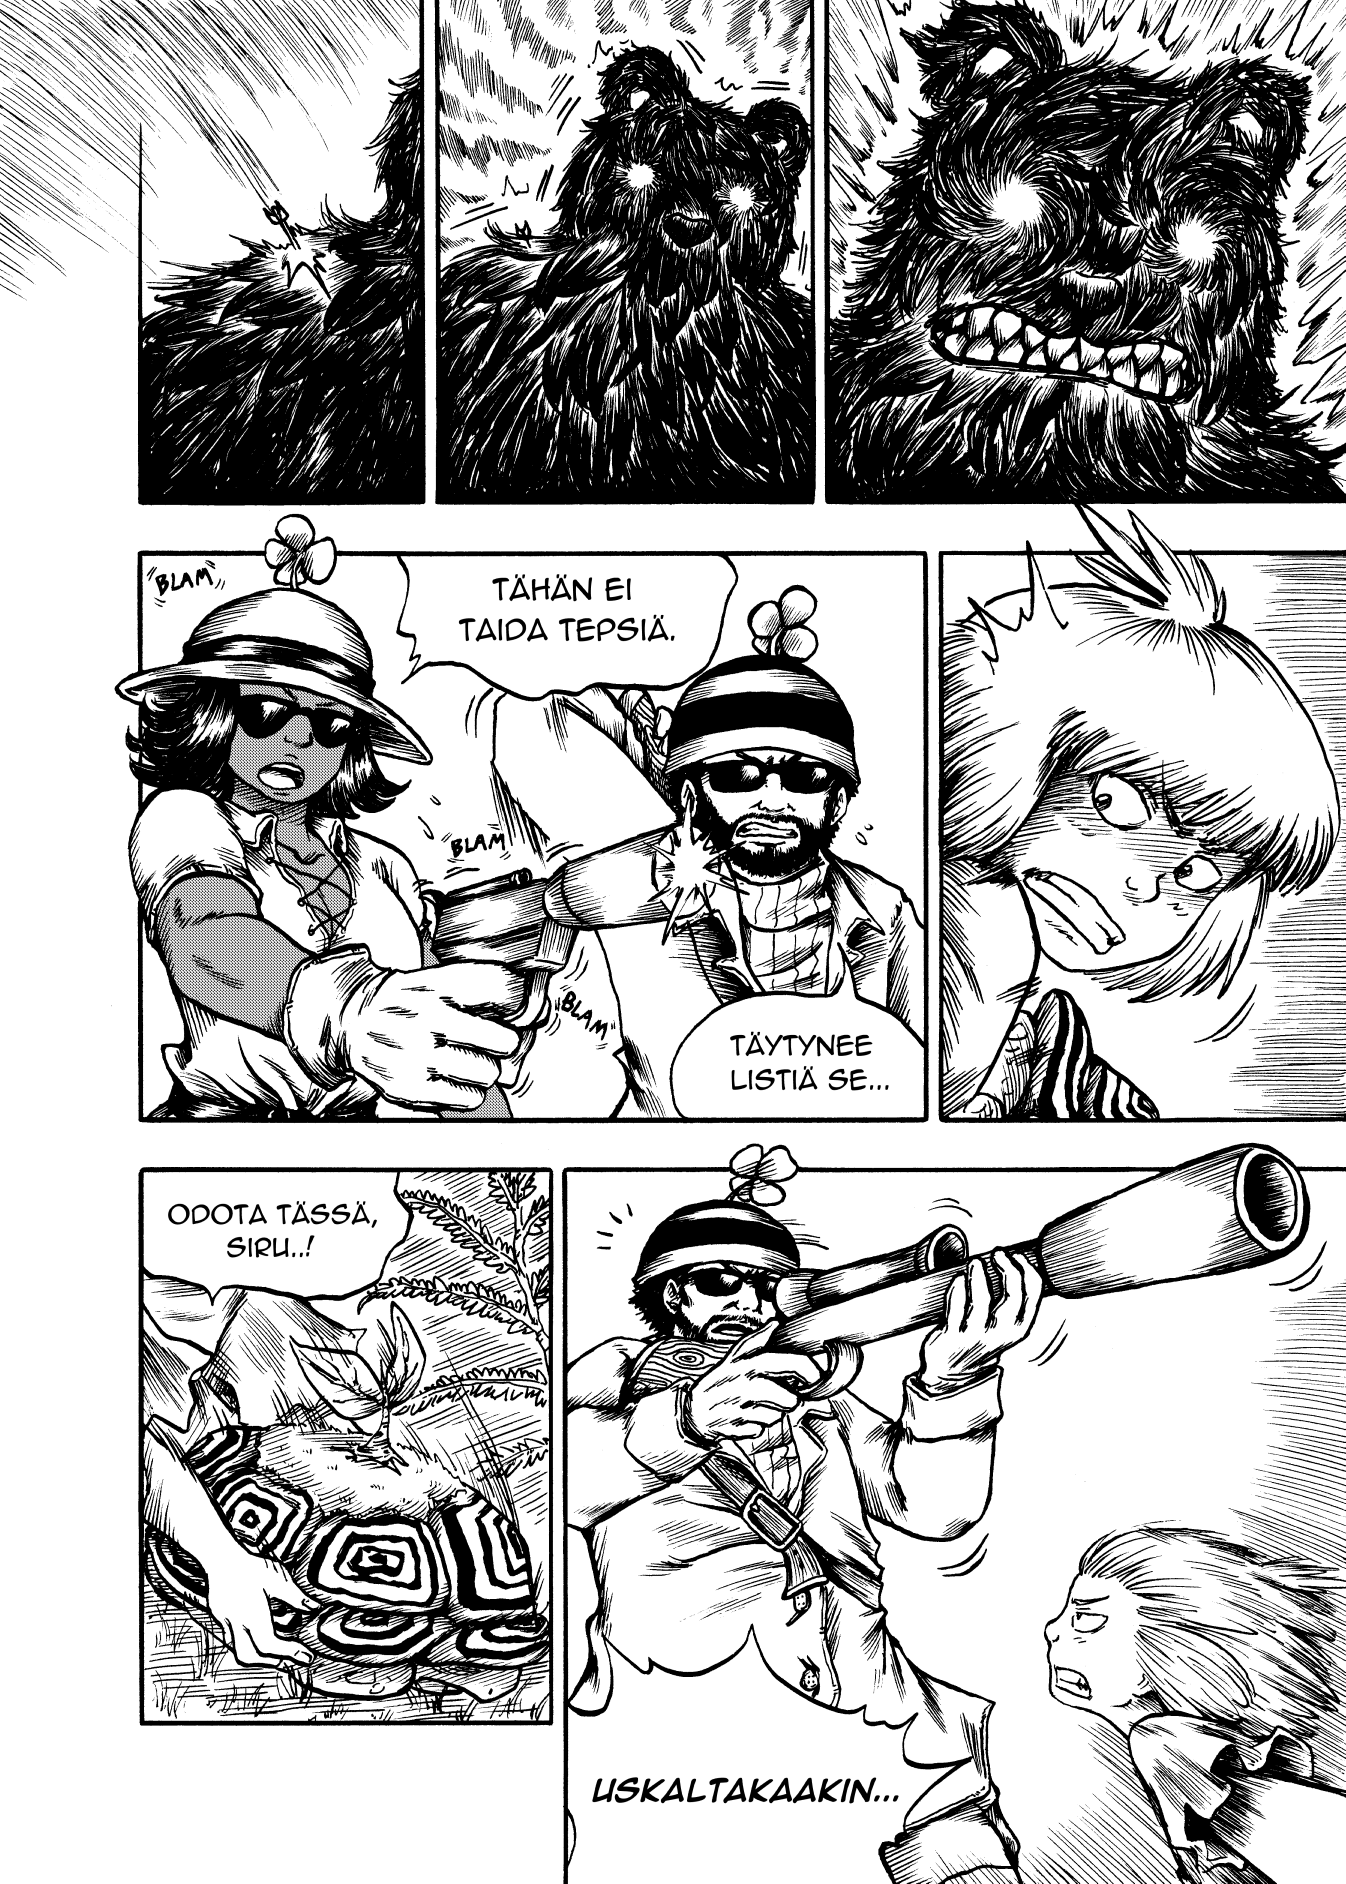 "BLAM"
TÄHÄN EI
TAIDA TEPSIÄ.
BLAM
BLAM
TÄYTYNEE
LISTIÄ SE...
ODOTA TÄSSÄ,
SIRU..!
USKALTAKAAKIN...